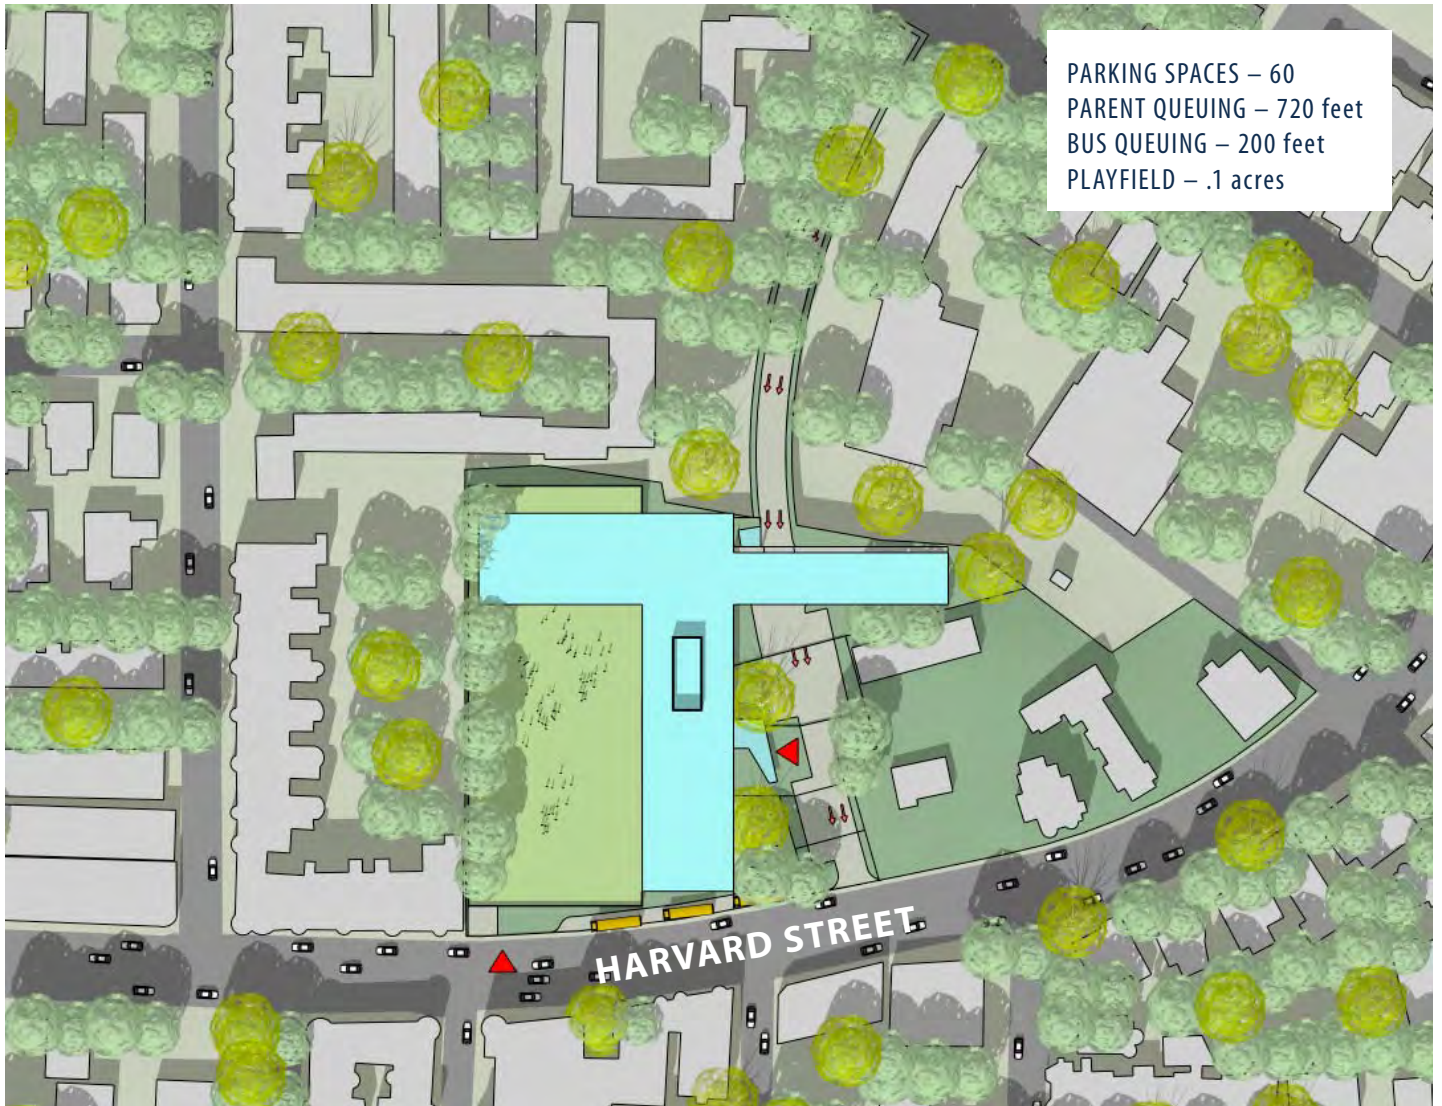 PARKING SPACES – 60
PARENT QUEUING – 720 feet
BUS QUEUING – 200 feet
PLAYFIELD – .1 acres
HARVARD STREET